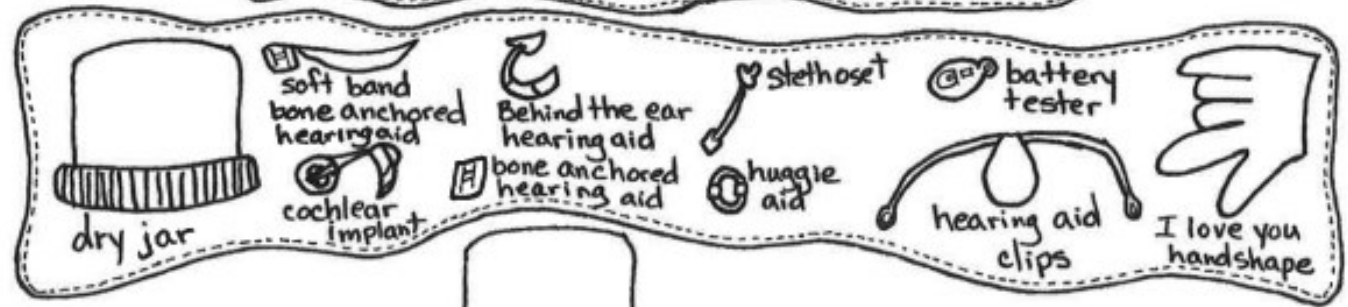 dry jar
soft band
bone anchored
hearing aid
cochlear
implant
Behind the ear
hearing aid
bone anchored
hearing aid
stethoset
huggie
aid
battery
tester
hearing aid
clips
I love you
handshape